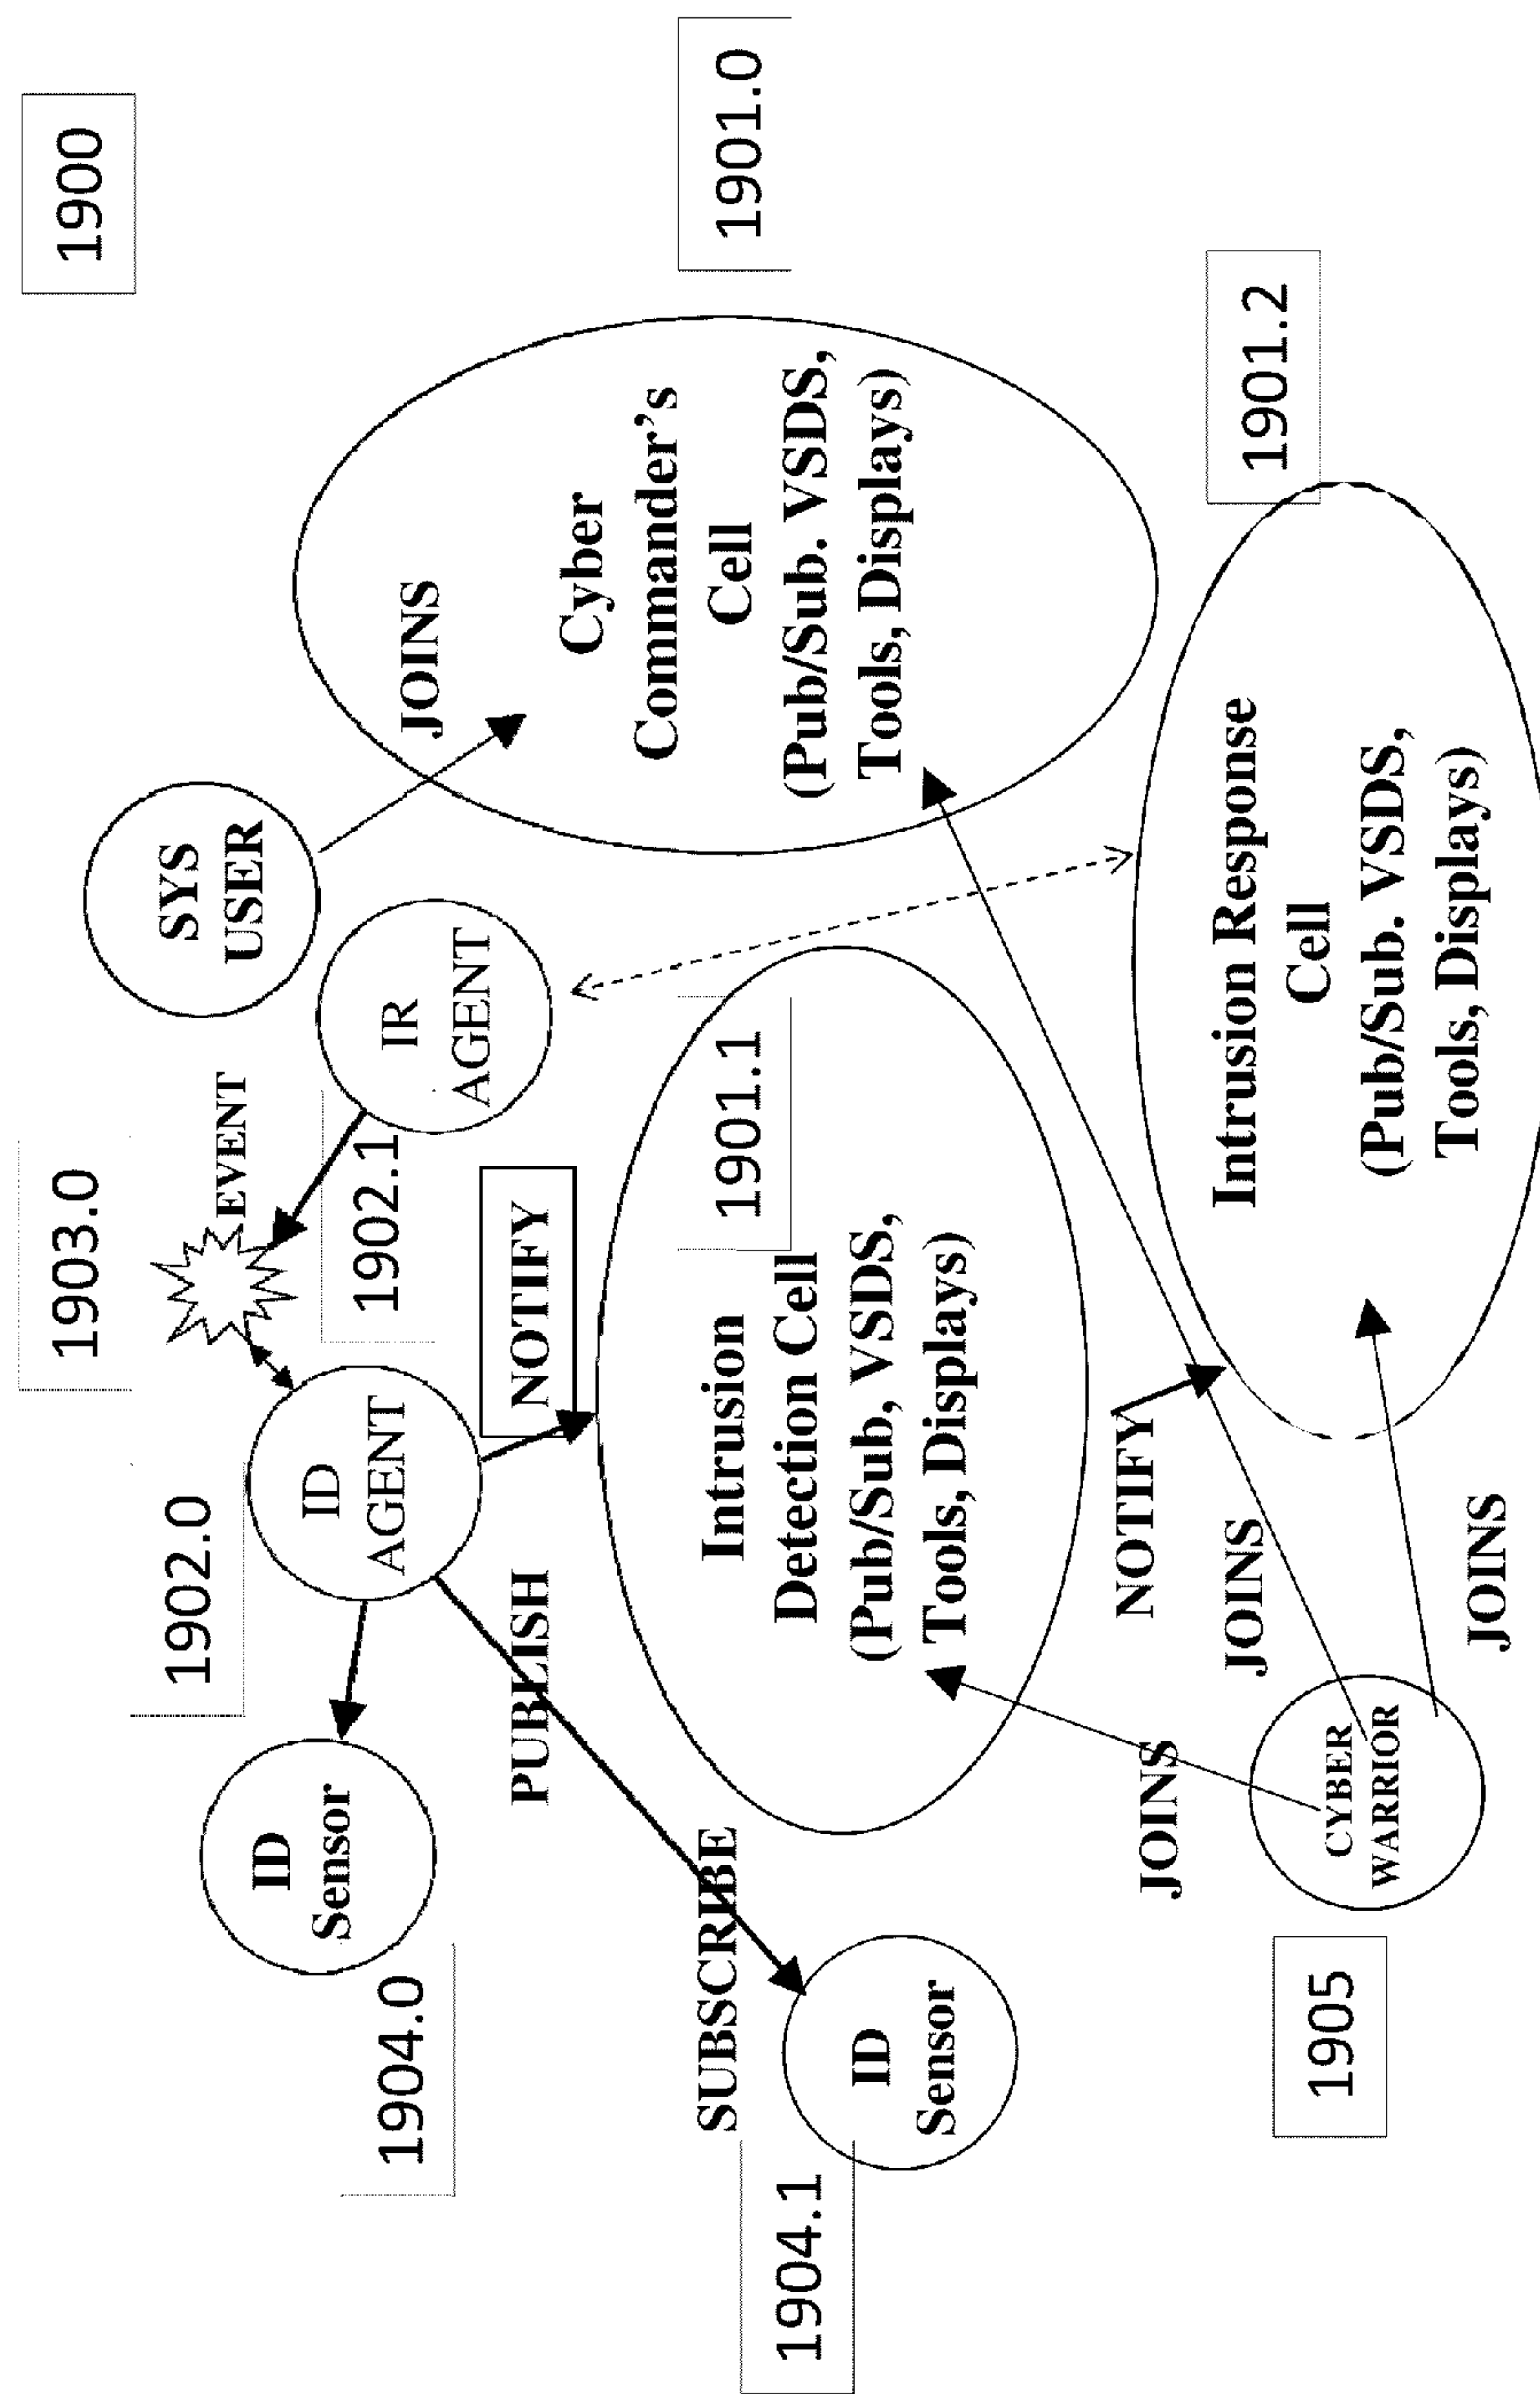 1900
1903.0
SYS
USER
EVENT
1902.0
ID
AGENT
1902.1
IR
AGENT
JOINS
ID
Sensor
1904.0
PUBLISH
NOTIFY
SUBSCRIBE
1901.0
Cyber
Commander's
Cell
(Pub/Sub. VSDS,
Tools, Displays)
1901.1
Intrusion
Detection Cell
(Pub/Sub, VSDS,
Tools, Displays)
1904.1
ID
Sensor
NOTIFY
JOINS
JOINS
1901.2
Intrusion Response
Cell
(Pub/Sub. VSDS,
Tools, Displays)
1905
CYBER
WARRIOR
JOINS